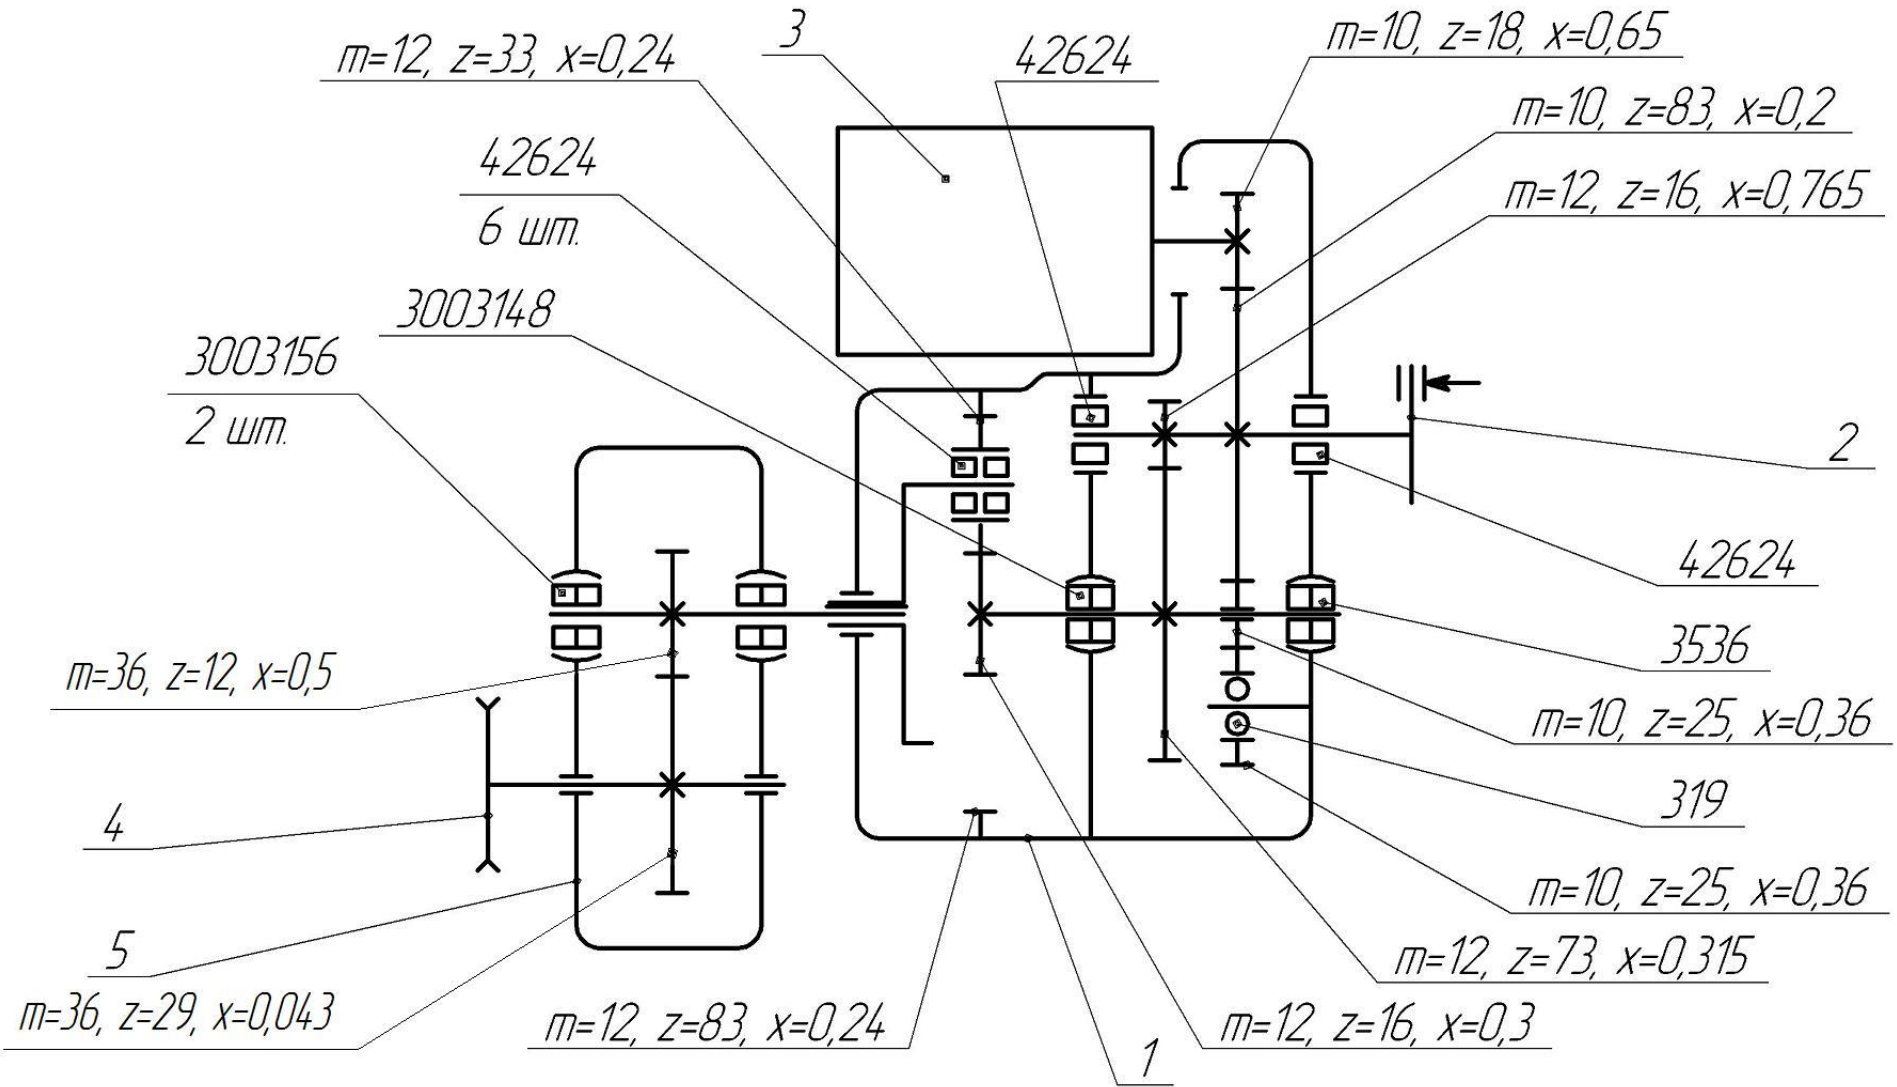 3
m=10, z=18, x=0,65
m=12, z=33, x=0,24
42624
m=10, z=83, x=0,2
42624
6 шт.
m=12, z=16, x=0,765
3003148
3003156
2 шт.
2
42624
3536
m=36, z=12, x=0,5
m=10, z=25, x=0,36
319
4
m=10, z=25, x=0,36
5
m=12, z=73, x=0,315
m=36, z=29, x=0,043
m=12, z=83, x=0,24
m=12, z=16, x=0,3
1